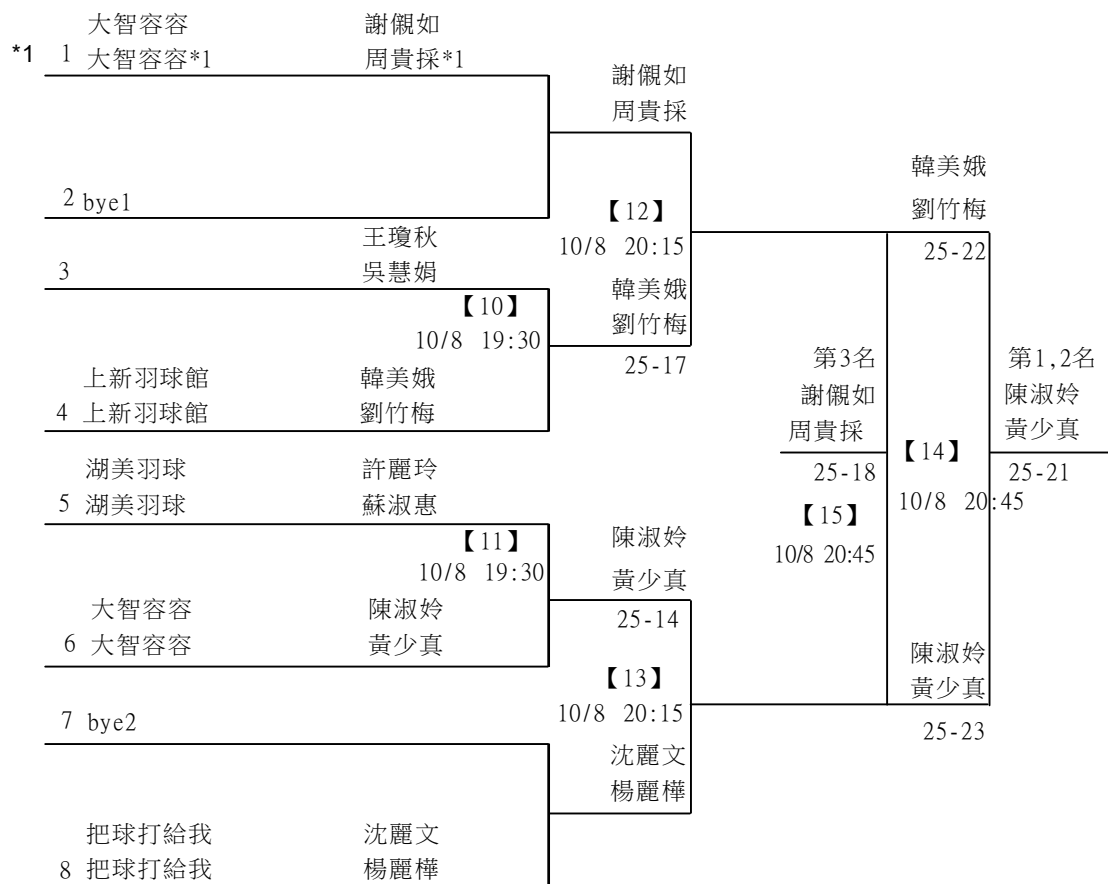 大智容容 謝儭如
*1 1 大智容容*1 周貴採*1
謝儭如
周貴採
2 bye1
【12】
10/8 20:15
韓美娥
劉竹梅
25-22
王瓊秋
3 吳慧娟
【10】
10/8 19:30
韓美娥
劉竹梅
25-17
上新羽球館 韓美娥
4 上新羽球館 劉竹梅
第3名
謝儭如
周貴採
25-18
【15】
10/8 20:45
【14】
10/8 20:45
第1,2名
陳淑姈
黃少真
25-21
湖美羽球 許麗玲
5 湖美羽球 蘇淑惠
【11】
10/8 19:30
陳淑姈
黃少真
25-14
大智容容 陳淑姈
6 大智容容 黃少真
【13】
10/8 20:15
陳淑姈
黃少真
25-23
7 bye2
沈麗文
楊麗樺
把球打給我 沈麗文
8 把球打給我 楊麗樺